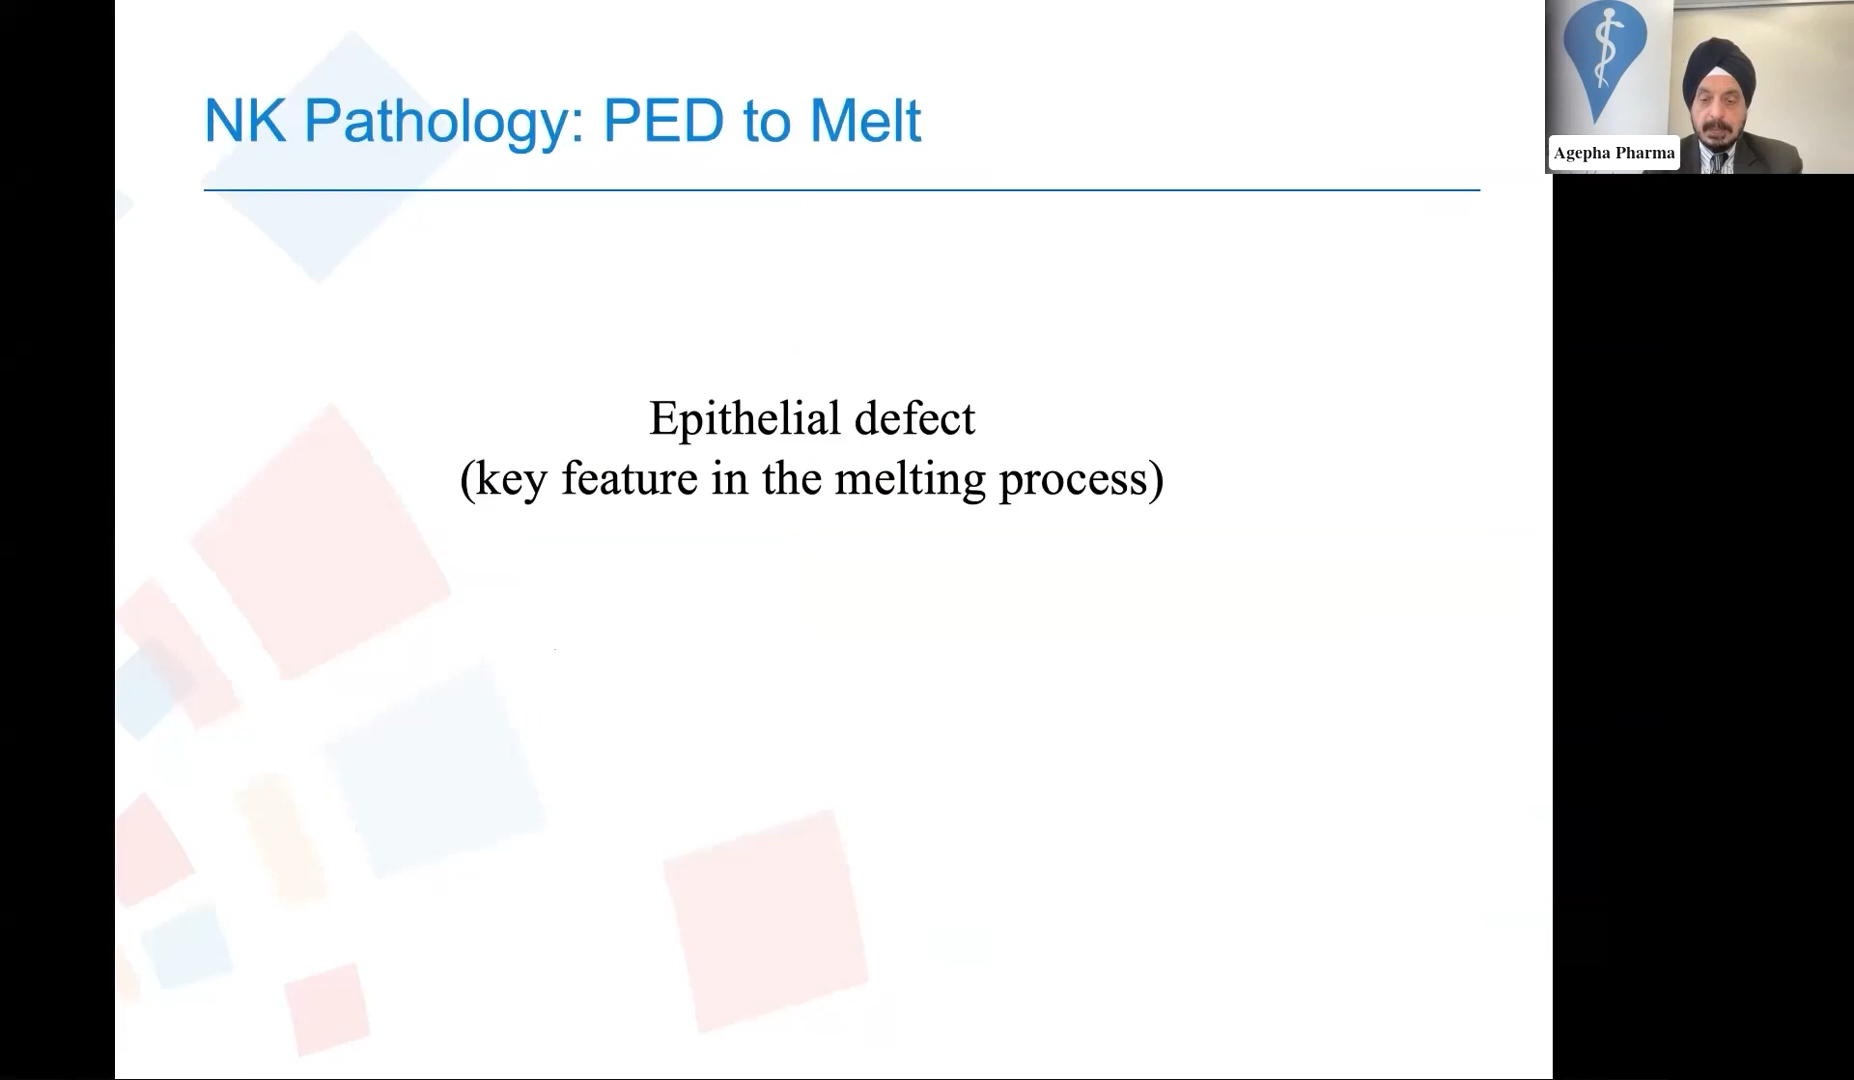 NK Pathology: PED to Melt
Agepha Pharma
Epithelial defect
(key feature in the melting process)